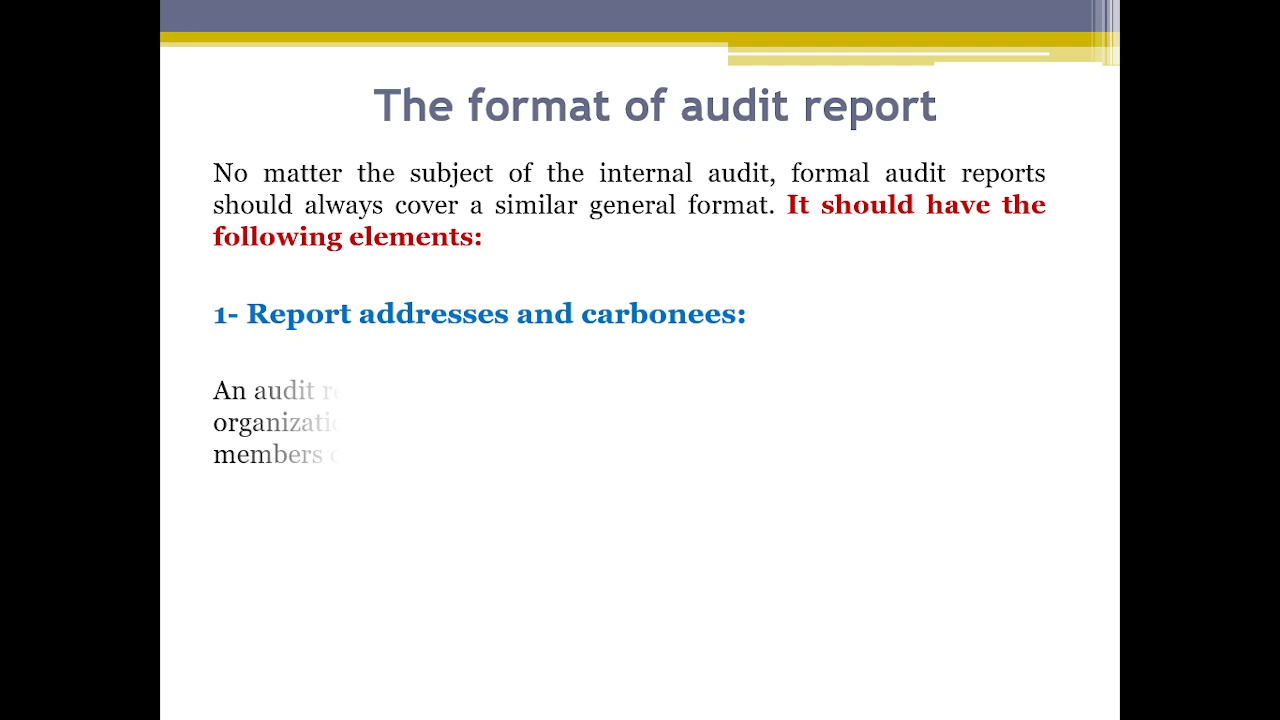 The format of audit report
No matter the subject of the internal audit, formal audit reports
should always cover a similar general format. It should have the
following elements:
1- Report addresses and carbonees:
An audit
members